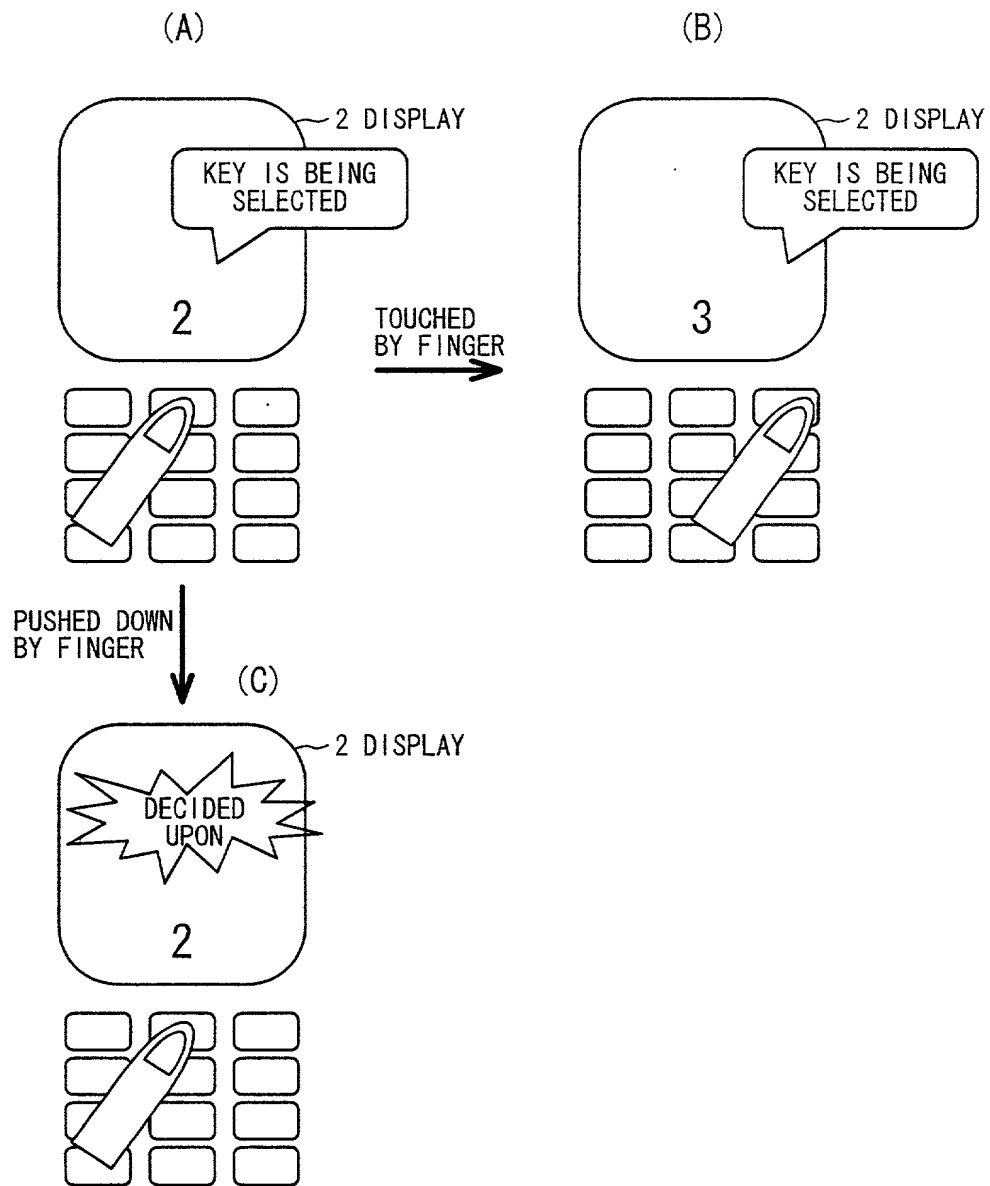 (A)
2 DISPLAY
KEY IS BEING
SELECTED
2
TOUCHED
BY FINGER
(B)
2 DISPLAY
KEY IS BEING
SELECTED
3
PUSHED DOWN
BY FINGER
(C)
2 DISPLAY
DECIDED
UPON
2